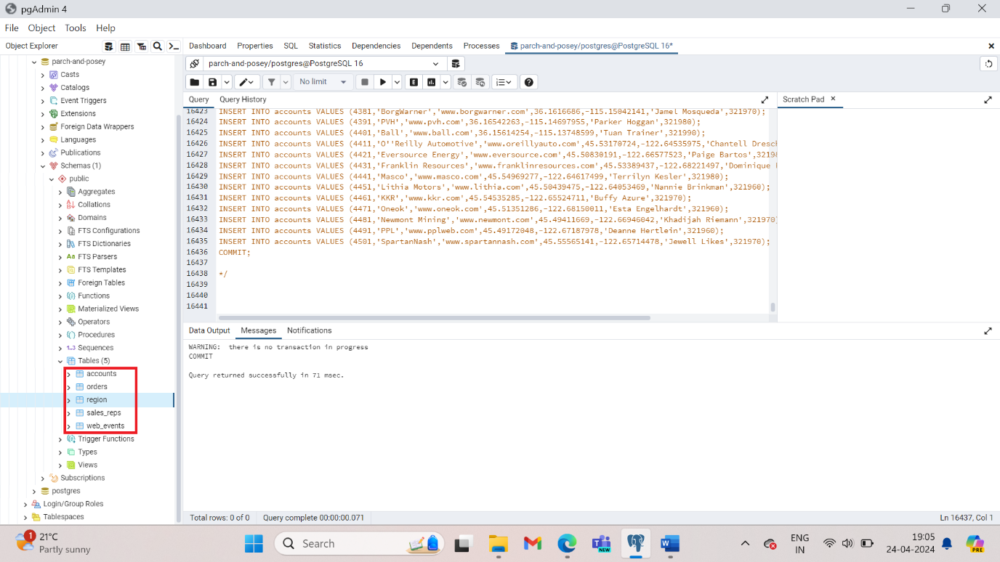 pgAdmin 4
File Object Tools Help
Object Explorer
Dashboard Properties SQL Statistics Dependencies Dependents Processes parch-and-posey/postgres@PostgreSQL 16*
parch-and-posey/postgres@PostgreSQL 16
No limit
Query Query History
Scratch Pad
parch-and-posey
Casts
Catalogs
Event Triggers
Extensions
Foreign Data Wrappers
Languages
Publications
Schemas (1)
public
Aggregates
Collations
Domains
FTS Configurations
FTS Dictionaries
Aa FTS Parsers
FTS Templates
Foreign Tables
Functions
Materialized Views
Operators
Procedures
1..3 Sequences
Tables (5)
accounts
orders
region
sales_reps
web_events
Trigger Functions
Types
Views
Subscriptions
postgres
Login/Group Roles
Tablespaces
16423 INSERT INTO accounts VALUES (4381,'BorgWarner','www.borgwarner.com',36.1616686,-115.15042141,'Jamel Mosqueda',321970);
16424 INSERT INTO accounts VALUES (4391,'PVH','www.pvh.com',36.16542263,-115.14697955,'Parker Hoggan',321980);
16425 INSERT INTO accounts VALUES (4401,'Ball','www.ball.com',36.15614254,-115.13748599,'Tuan Trainer',321990);
16426 INSERT INTO accounts VALUES (4411,'O''Reilly Automotive','www.oreillyauto.com',45.53170724,-122.64535975,'Chantell Dresch
16427 INSERT INTO accounts VALUES (4421,'Eversource Energy','www.eversource.com',45.50830191,-122.66577523,'Paige Bartos',32198
16428 INSERT INTO accounts VALUES (4431,'Franklin Resources','www.franklinresources.com',45.53389437,-122.68221497,'Dominique
16429 INSERT INTO accounts VALUES (4441,'Masco','www.masco.com',45.54969277,-122.64617499,'Terrilyn Kesler',321980);
16430 INSERT INTO accounts VALUES (4451,'Lithia Motors','www.lithia.com',45.50439475,-122.64053469,'Nannie Brinkman',321960);
16431 INSERT INTO accounts VALUES (4461,'KKR','www.kkr.com',45.54535285,-122.65524711,'Buffy Azure',321970);
16432 INSERT INTO accounts VALUES (4471,'Oneok','www.oneok.com',45.51351286,-122.68150011,'Esta Engelhardt',321960);
16433 INSERT INTO accounts VALUES (4481,'Newmont Mining','www.newmont.com',45.49411669,-122.66946042,'Khadijah Riemann',321970)
16434 INSERT INTO accounts VALUES (4491,'PPL','www.pplweb.com',45.49172048,-122.67187978,'Deanne Hertlein',321960);
16435 INSERT INTO accounts VALUES (4501,'SpartanNash','www.spartannash.com',45.55565141,-122.65714478,'Jewell Likes',321970);
16436 COMMIT;
16437
16438 */
16439
16440
16441
Data Output Messages Notifications
WARNING: there is no transaction in progress
COMMIT
Query returned successfully in 71 msec.
Total rows: 0 of 0 Query complete 00:00:00.071 Ln 16437, Col 1
1
21°C
Partly sunny
Search
NEW
ENG
IN
19:05
24-04-2024
PRE